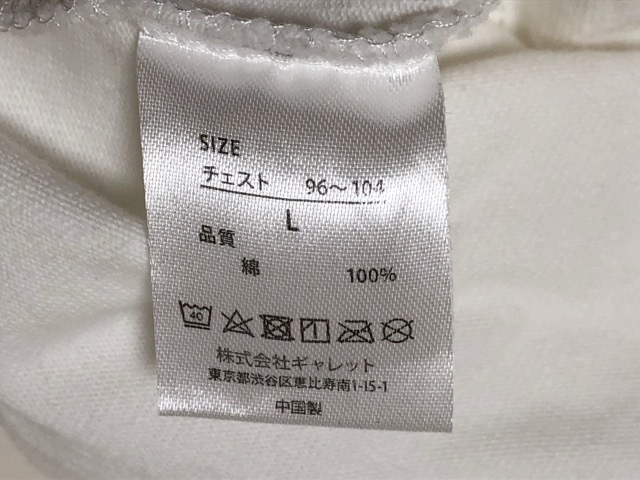 SIZE
チェスト 96～104
L
品質
綿 100%
40
株式会社ギャレット
東京都渋谷区恵比寿南1-15-1
中国製